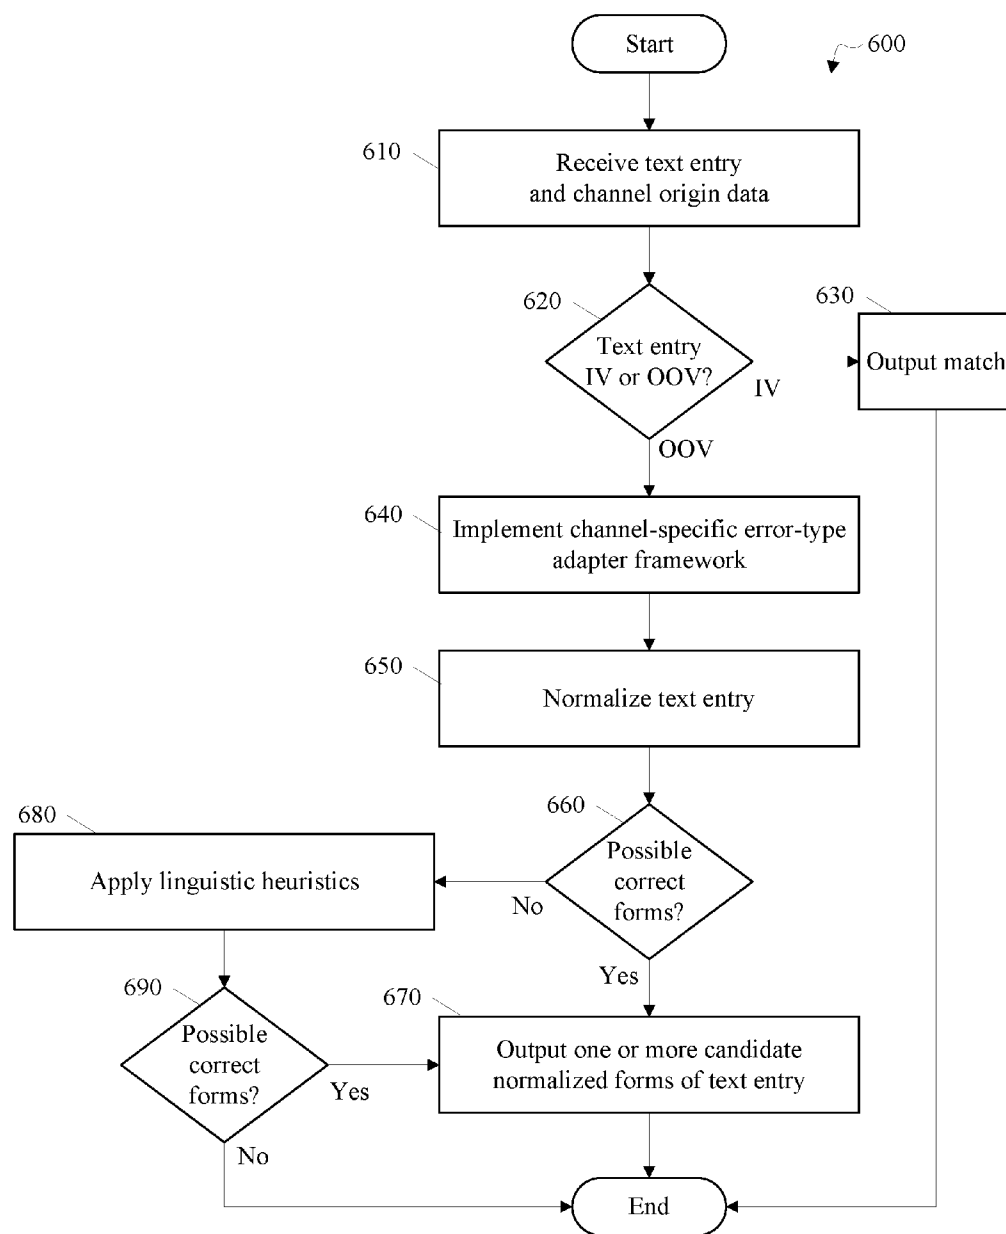 Start
600
610
Receive text entry
and channel origin data
620
Text entry
IV or OOV?
IV
OOV
630
Output match
640
Implement channel-specific error-type
adapter framework
650
Normalize text entry
660
Possible
correct
forms?
No
Yes
680
Apply linguistic heuristics
690
Possible
correct
forms?
Yes
No
670
Output one or more candidate
normalized forms of text entry
End